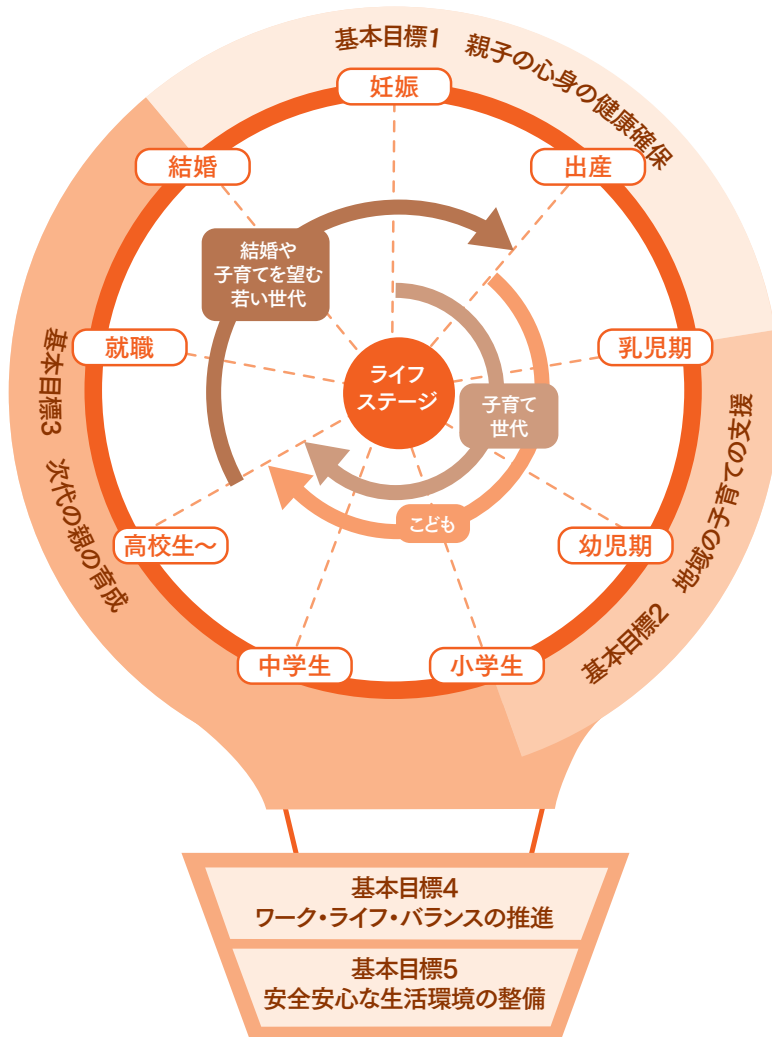 基本目標1 親子の心身の健康確保
妊娠
結婚
出産
結婚や
子育てを望む
若い世代
就職
乳児期
ライフ
ステージ
子育て
世代
基本目標3 次代の親の育成
基本目標2 地域の子育ての支援
こども
高校生～
幼児期
中学生
小学生
基本目標4
ワーク・ライフ・バランスの推進
基本目標5
安全安心な生活環境の整備